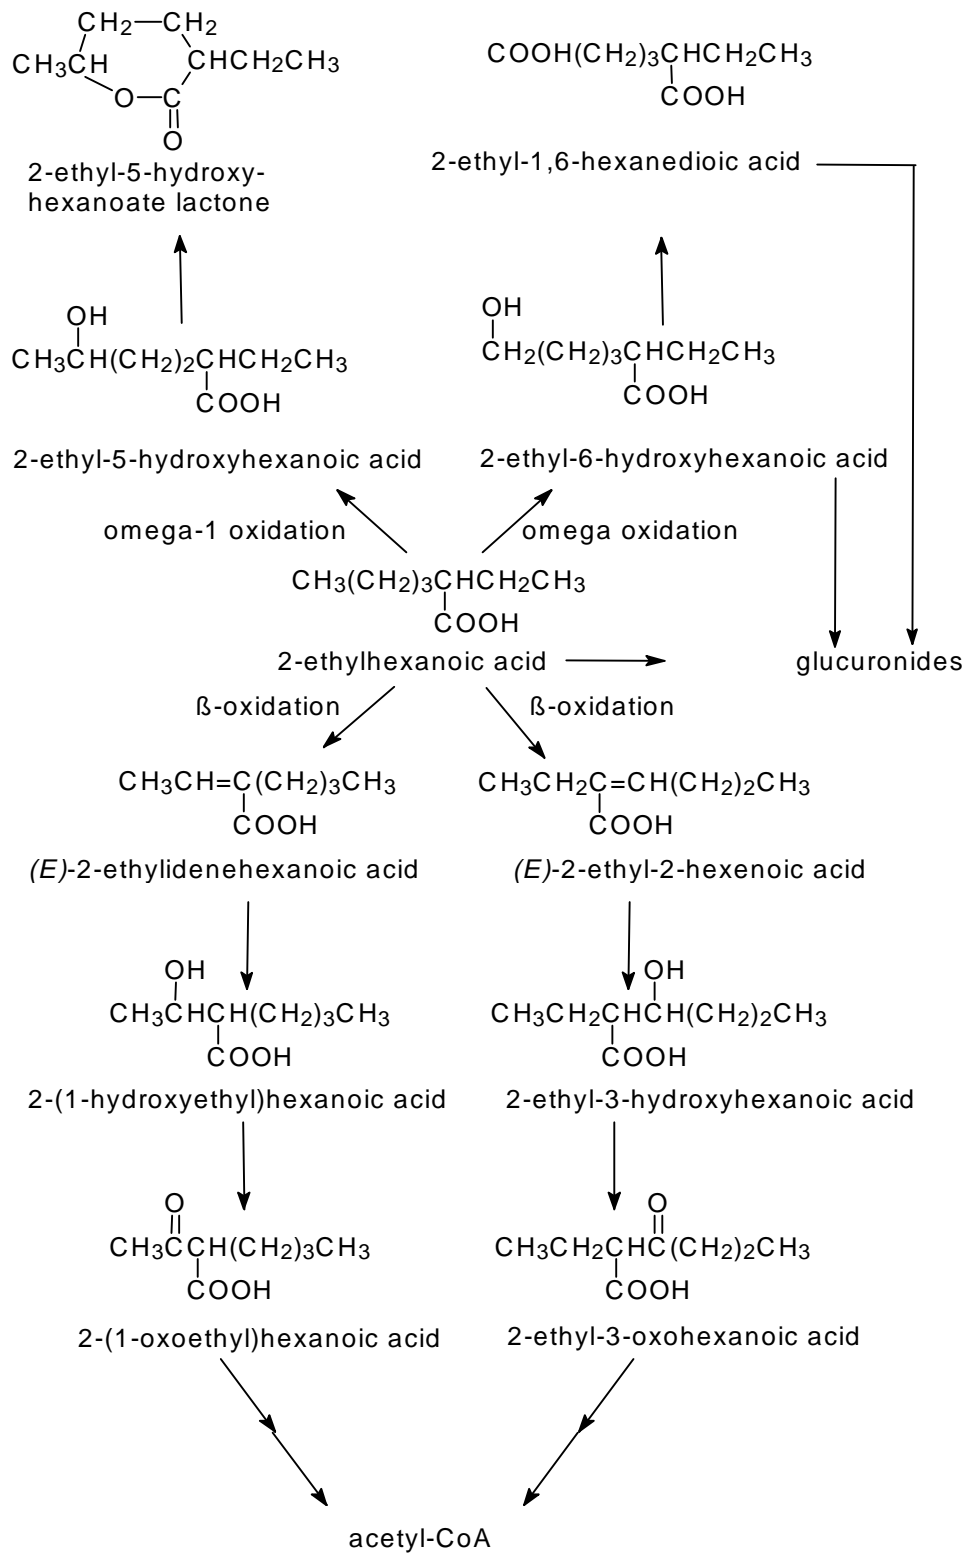 CH2—CH2
CH3CH
CHCH2CH3
O—C
O
2-ethyl-5-hydroxy-
hexanoate lactone
COOH(CH2)3CHCH2CH3
COOH
2-ethyl-1,6-hexanedioic acid
OH
CH3CH(CH2)2CHCH2CH3
COOH
2-ethyl-5-hydroxyhexanoic acid
OH
CH2(CH2)3CHCH2CH3
COOH
2-ethyl-6-hydroxyhexanoic acid
omega-1 oxidation
omega oxidation
CH3(CH2)3CHCH2CH3
COOH
2-ethylhexanoic acid
glucuronides
ß-oxidation
ß-oxidation
CH3CH=C(CH2)3CH3
COOH
(E)-2-ethylidenehexanoic acid
CH3CH2C=CH(CH2)2CH3
COOH
(E)-2-ethyl-2-hexenoic acid
OH
CH3CHCH(CH2)3CH3
COOH
2-(1-hydroxyethyl)hexanoic acid
OH
CH3CH2CHCH(CH2)2CH3
COOH
2-ethyl-3-hydroxyhexanoic acid
O
CH3CCH(CH2)3CH3
COOH
2-(1-oxoethyl)hexanoic acid
O
CH3CH2CHC(CH2)2CH3
COOH
2-ethyl-3-oxohexanoic acid
acetyl-CoA